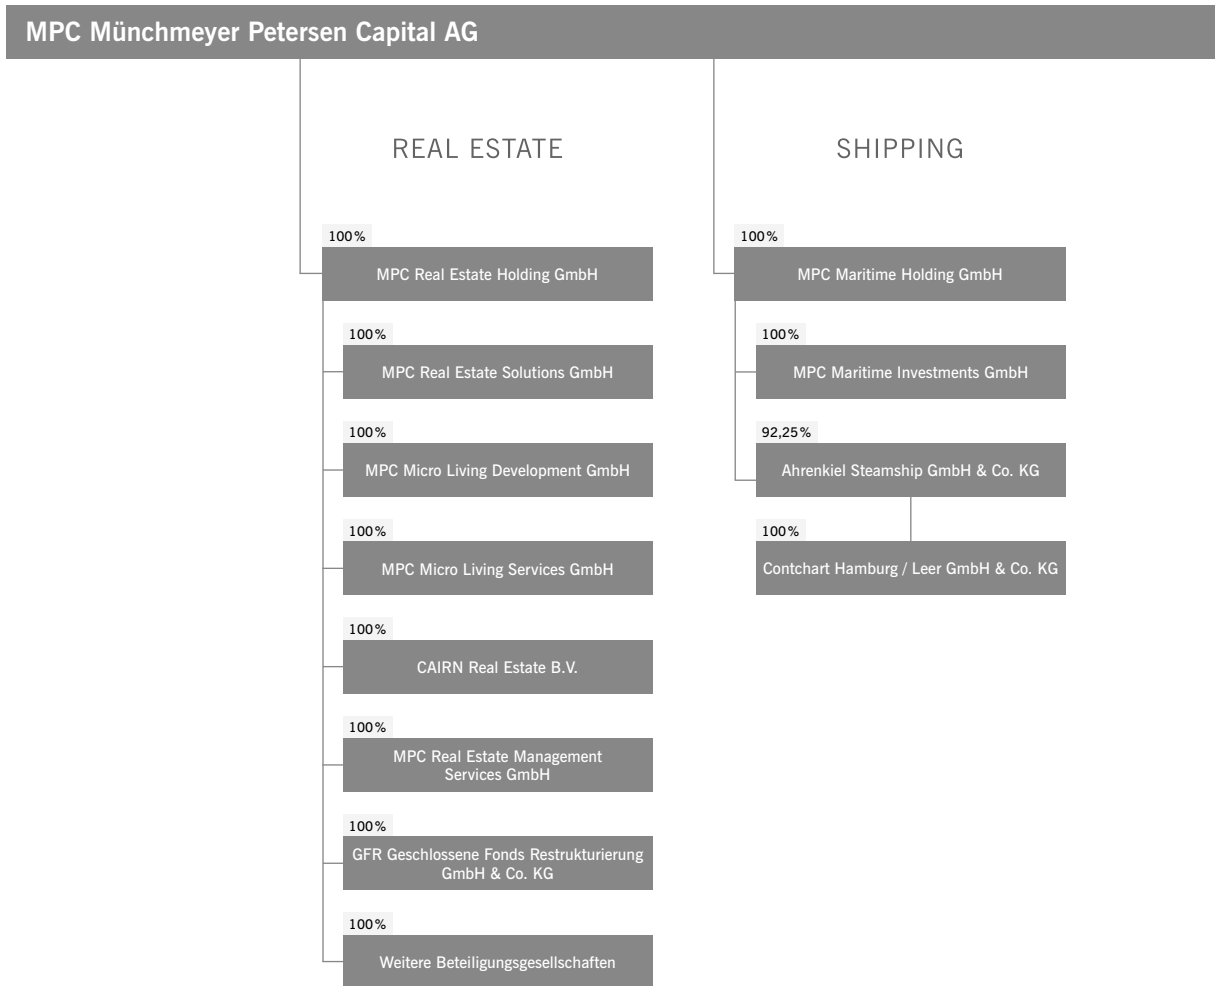 MPC Münchmeyer Petersen Capital AG
REAL ESTATE
100%
MPC Real Estate Holding GmbH
100%
MPC Real Estate Solutions GmbH
100%
MPC Micro Living Development GmbH
100%
MPC Micro Living Services GmbH
100%
CAIRN Real Estate B.V.
100%
MPC Real Estate Management
Services GmbH
100%
GFR Geschlossene Fonds Restrukturierung
GmbH & Co. KG
100%
Weitere Beteiligungsgesellschaften
SHIPPING
100%
MPC Maritime Holding GmbH
100%
MPC Maritime Investments GmbH
92,25%
Ahrenkiel Steamship GmbH & Co. KG
100%
Contchart Hamburg / Leer GmbH & Co. KG